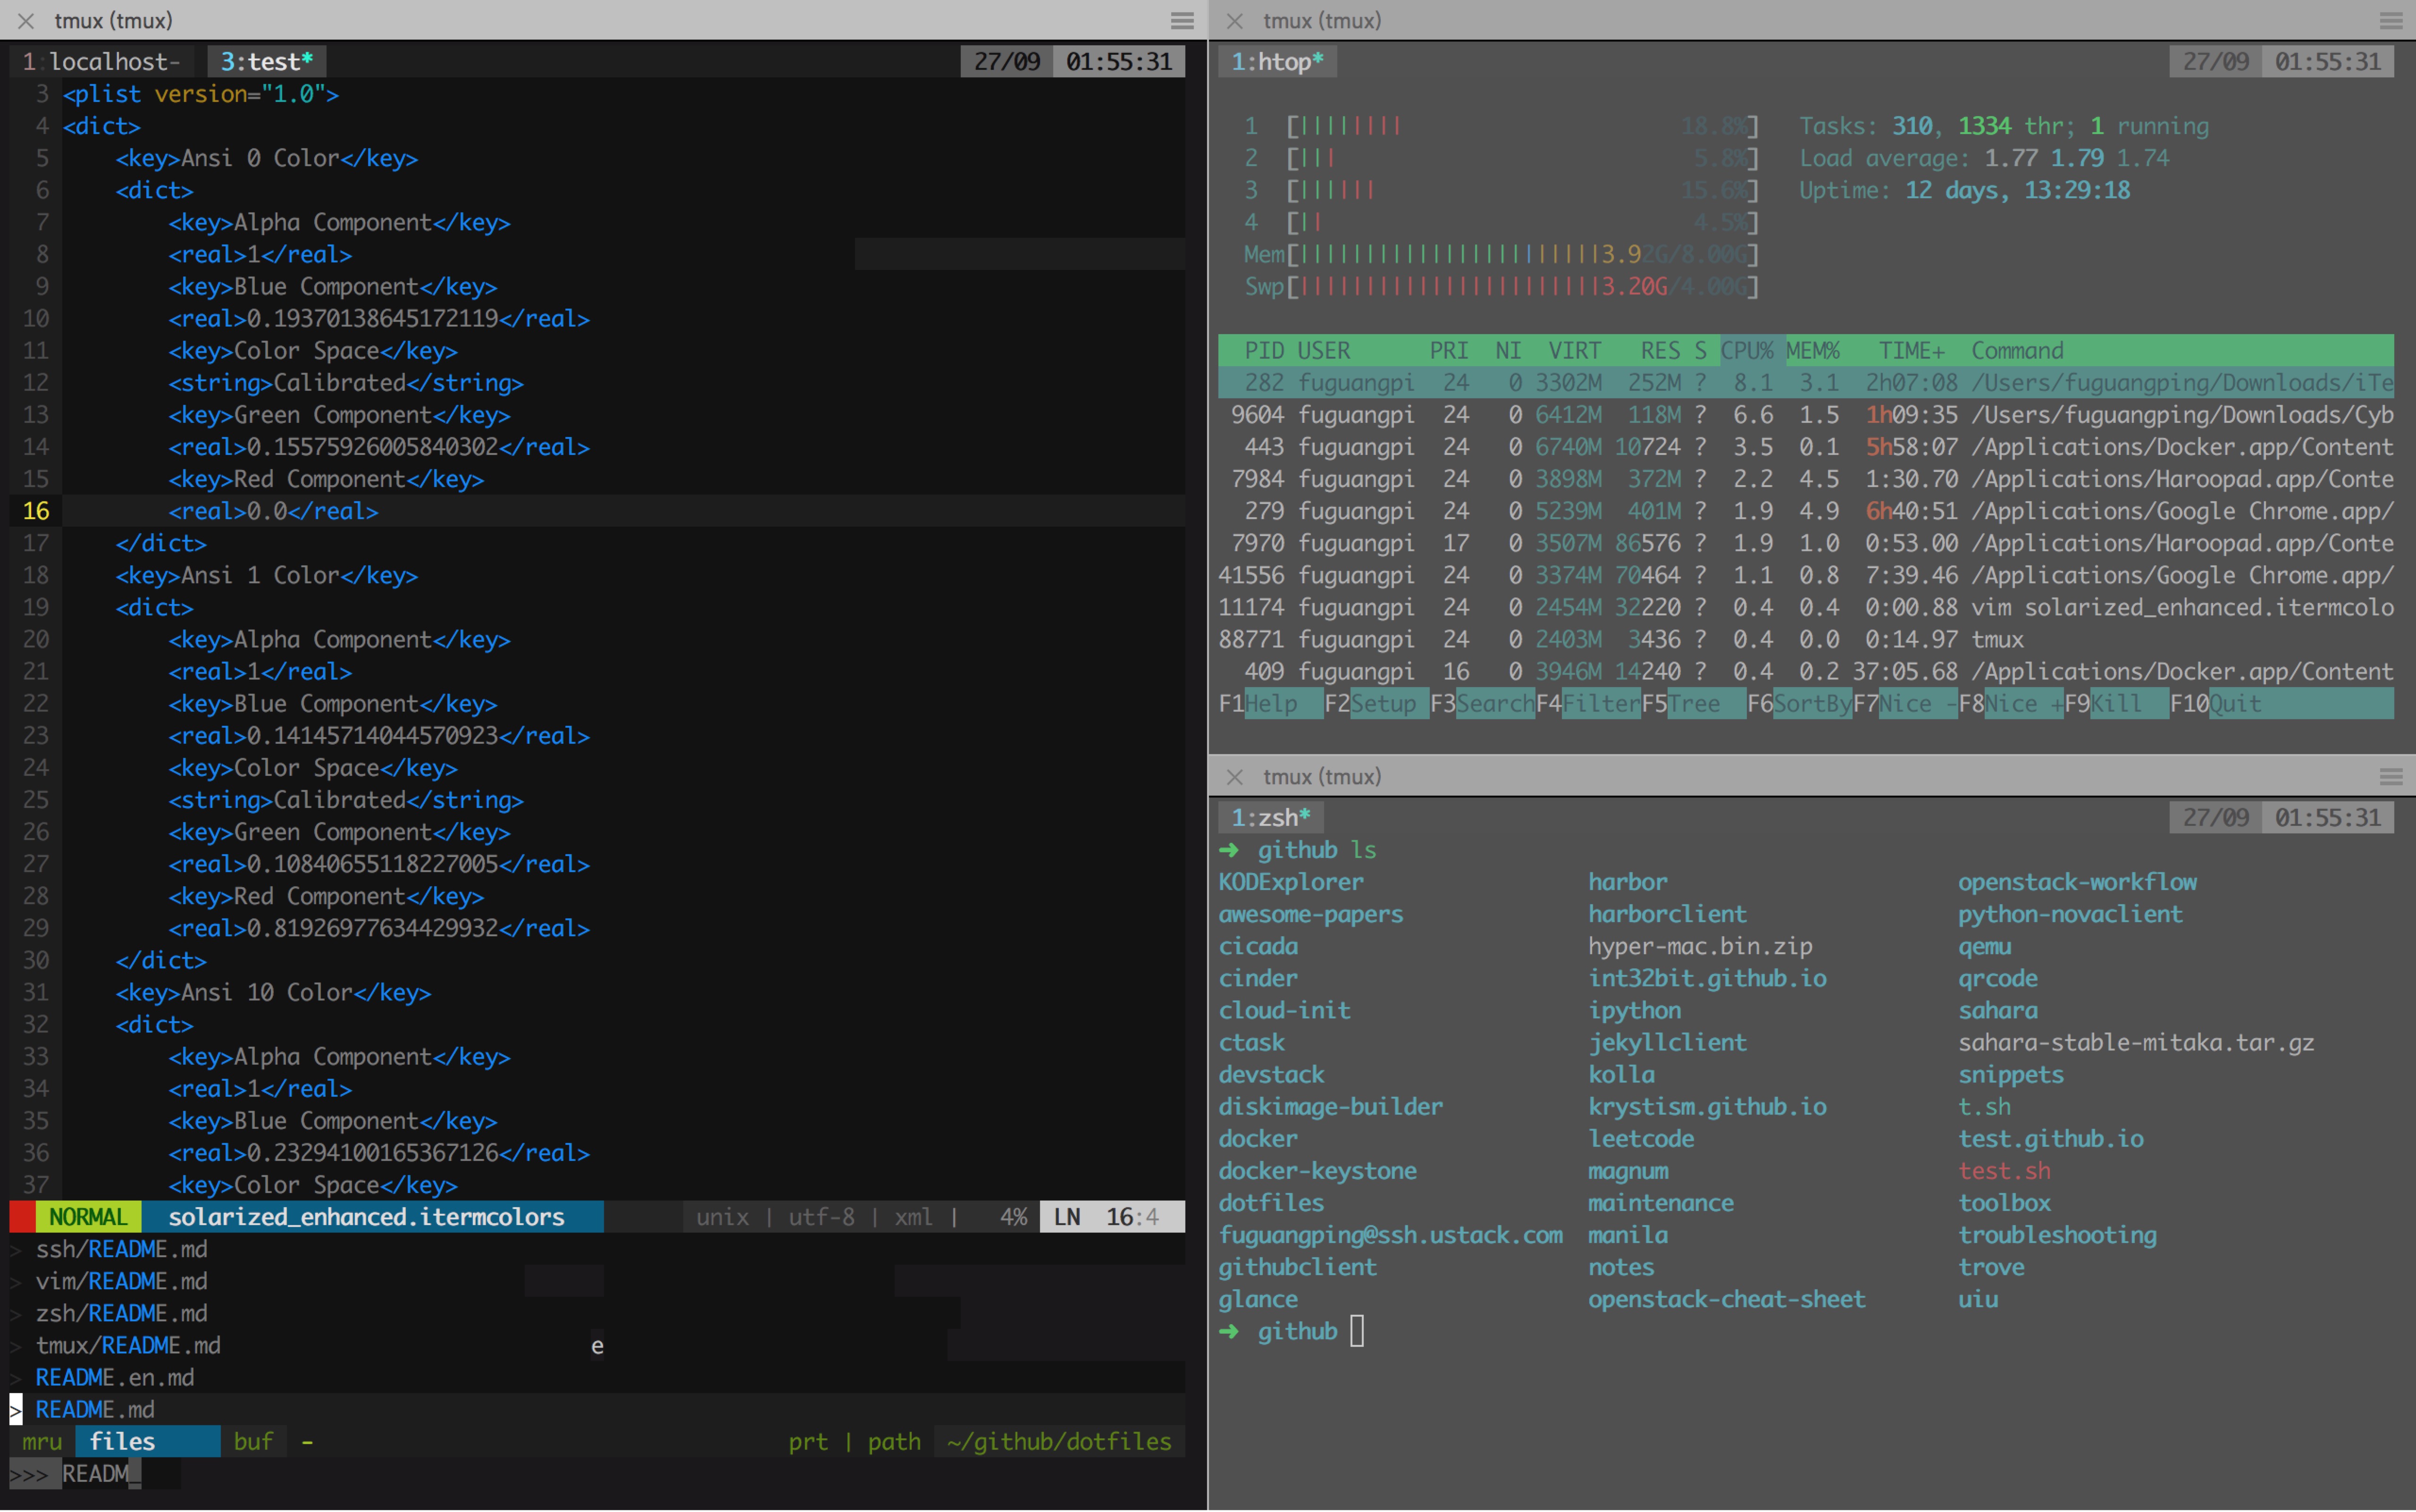 tmux (tmux)
1 localhost- 3:test* 27/09 01:55:31
3 <plist version="1.0">
4 <dict>
5 <key>Ansi 0 Color</key>
6 <dict>
7 <key>Alpha Component</key>
8 <real>1</real>
9 <key>Blue Component</key>
10 <real>0.19370138645172119</real>
11 <key>Color Space</key>
12 <string>Calibrated</string>
13 <key>Green Component</key>
14 <real>0.15575926005840302</real>
15 <key>Red Component</key>
16 <real>0.0</real>
17 </dict>
18 <key>Ansi 1 Color</key>
19 <dict>
20 <key>Alpha Component</key>
21 <real>1</real>
22 <key>Blue Component</key>
23 <real>0.14145714044570923</real>
24 <key>Color Space</key>
25 <string>Calibrated</string>
26 <key>Green Component</key>
27 <real>0.10840655118227005</real>
28 <key>Red Component</key>
29 <real>0.81926977634429932</real>
30 </dict>
31 <key>Ansi 10 Color</key>
32 <dict>
33 <key>Alpha Component</key>
34 <real>1</real>
35 <key>Blue Component</key>
36 <real>0.23294100165367126</real>
37 <key>Color Space</key>
NORMAL solarized_enhanced.itermcolors unix | utf-8 | xml | 4% LN 16:4
> ssh/README.md
> vim/README.md
> zsh/README.md
> tmux/README.md e
> README.en.md
> README.md
mru files buf - prt | path ~/github/dotfiles
>>> READM_
tmux (tmux)
1:htop* 27/09 01:55:31
1 [|||||||| 18.8%] Tasks: 310, 1334 thr; 1 running
2 [||| 5.8%] Load average: 1.77 1.79 1.74
3 [|||||| 15.6%] Uptime: 12 days, 13:29:18
4 [|| 4.5%]
Mem[|||||||||||||||||||||||3.92G/8.00G]
Swp[|||||||||||||||||||||||3.20G/4.00G]
PID USER PRI NI VIRT RES S CPU% MEM% TIME+ Command
282 fuguangpi 24 0 3302M 252M ? 8.1 3.1 2h07:08 /Users/fuguangping/Downloads/iTe
9604 fuguangpi 24 0 6412M 118M ? 6.6 1.5 1h09:35 /Users/fuguangping/Downloads/Cyb
443 fuguangpi 24 0 6740M 10724 ? 3.5 0.1 5h58:07 /Applications/Docker.app/Content
7984 fuguangpi 24 0 3898M 372M ? 2.2 4.5 1:30.70 /Applications/Haroopad.app/Conte
279 fuguangpi 24 0 5239M 401M ? 1.9 4.9 6h40:51 /Applications/Google Chrome.app/
7970 fuguangpi 17 0 3507M 86576 ? 1.9 1.0 0:53.00 /Applications/Haroopad.app/Conte
41556 fuguangpi 24 0 3374M 70464 ? 1.1 0.8 7:39.46 /Applications/Google Chrome.app/
11174 fuguangpi 24 0 2454M 32220 ? 0.4 0.4 0:00.88 vim solarized_enhanced.itermcolo
88771 fuguangpi 24 0 2403M 3436 ? 0.4 0.0 0:14.97 tmux
409 fuguangpi 16 0 3946M 14240 ? 0.4 0.2 37:05.68 /Applications/Docker.app/Content
F1Help F2Setup F3SearchF4FilterF5Tree F6SortByF7Nice -F8Nice +F9Kill F10Quit
tmux (tmux)
1:zsh* 27/09 01:55:31
➜ github ls
KODExplorer harbor openstack-workflow
awesome-papers harborclient python-novaclient
cicada hyper-mac.bin.zip qemu
cinder int32bit.github.io qrcode
cloud-init ipython sahara
ctask jekyllclient sahara-stable-mitaka.tar.gz
devstack kolla snippets
diskimage-builder krystism.github.io t.sh
docker leetcode test.github.io
docker-keystone magnum test.sh
dotfiles maintenance toolbox
fuguangping@ssh.ustack.com manila troubleshooting
githubclient notes trove
glance openstack-cheat-sheet uiu
➜ github